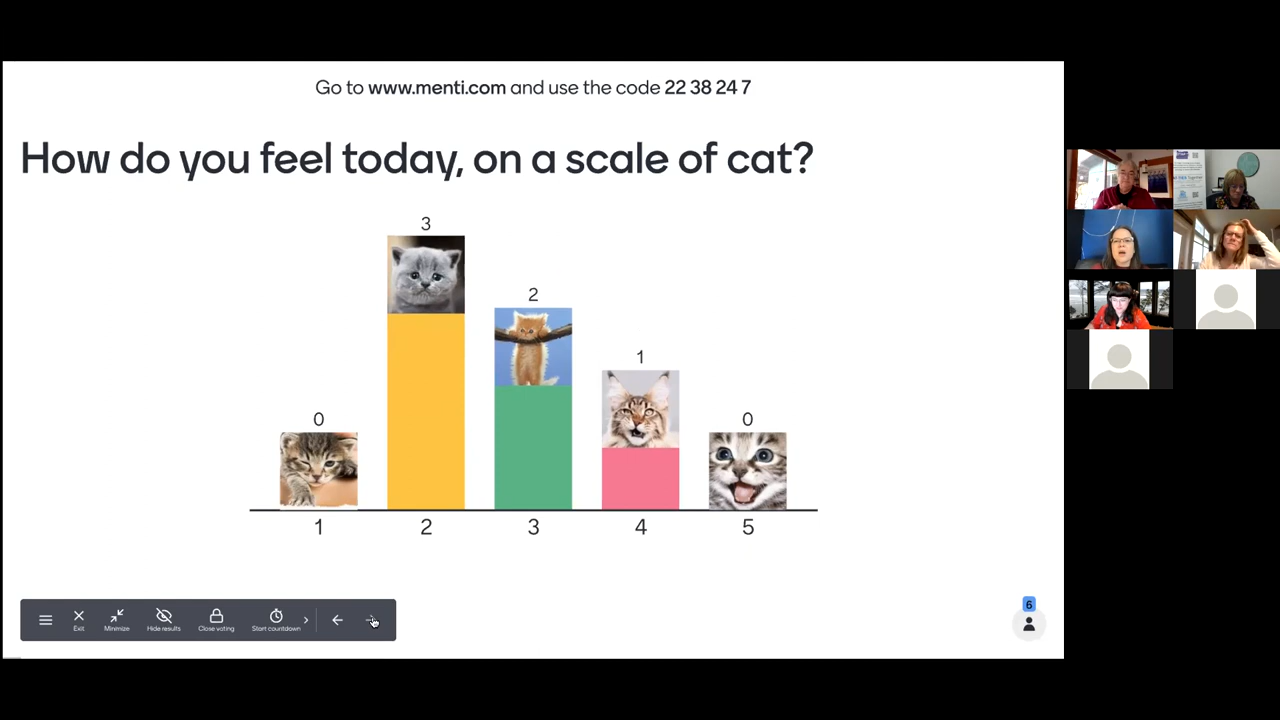 Go to www.menti.com and use the code 22 38 24 7
How do you feel today, on a scale of cat?
3
2
1
0
0
1 2 3 4 5
Exit Minimize Hide results Close voting Start countdown
6